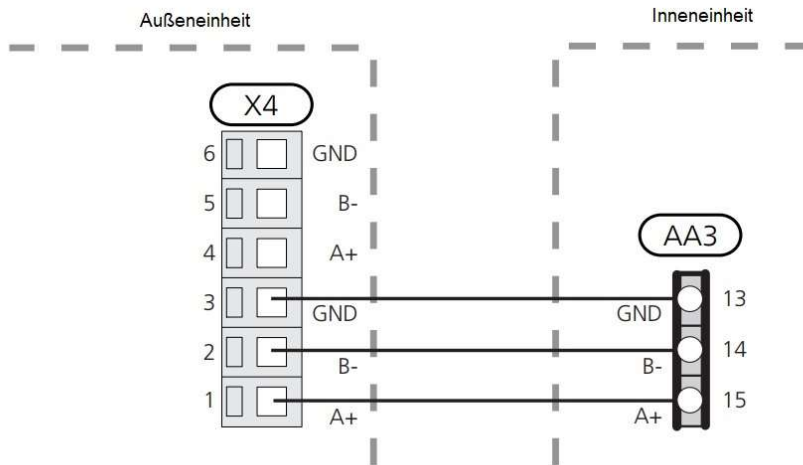 Außeneinheit
Inneneinheit
X4
6 GND
5 B-
4 A+
3 GND
2 B-
1 A+
AA3
GND 13
B- 14
A+ 15